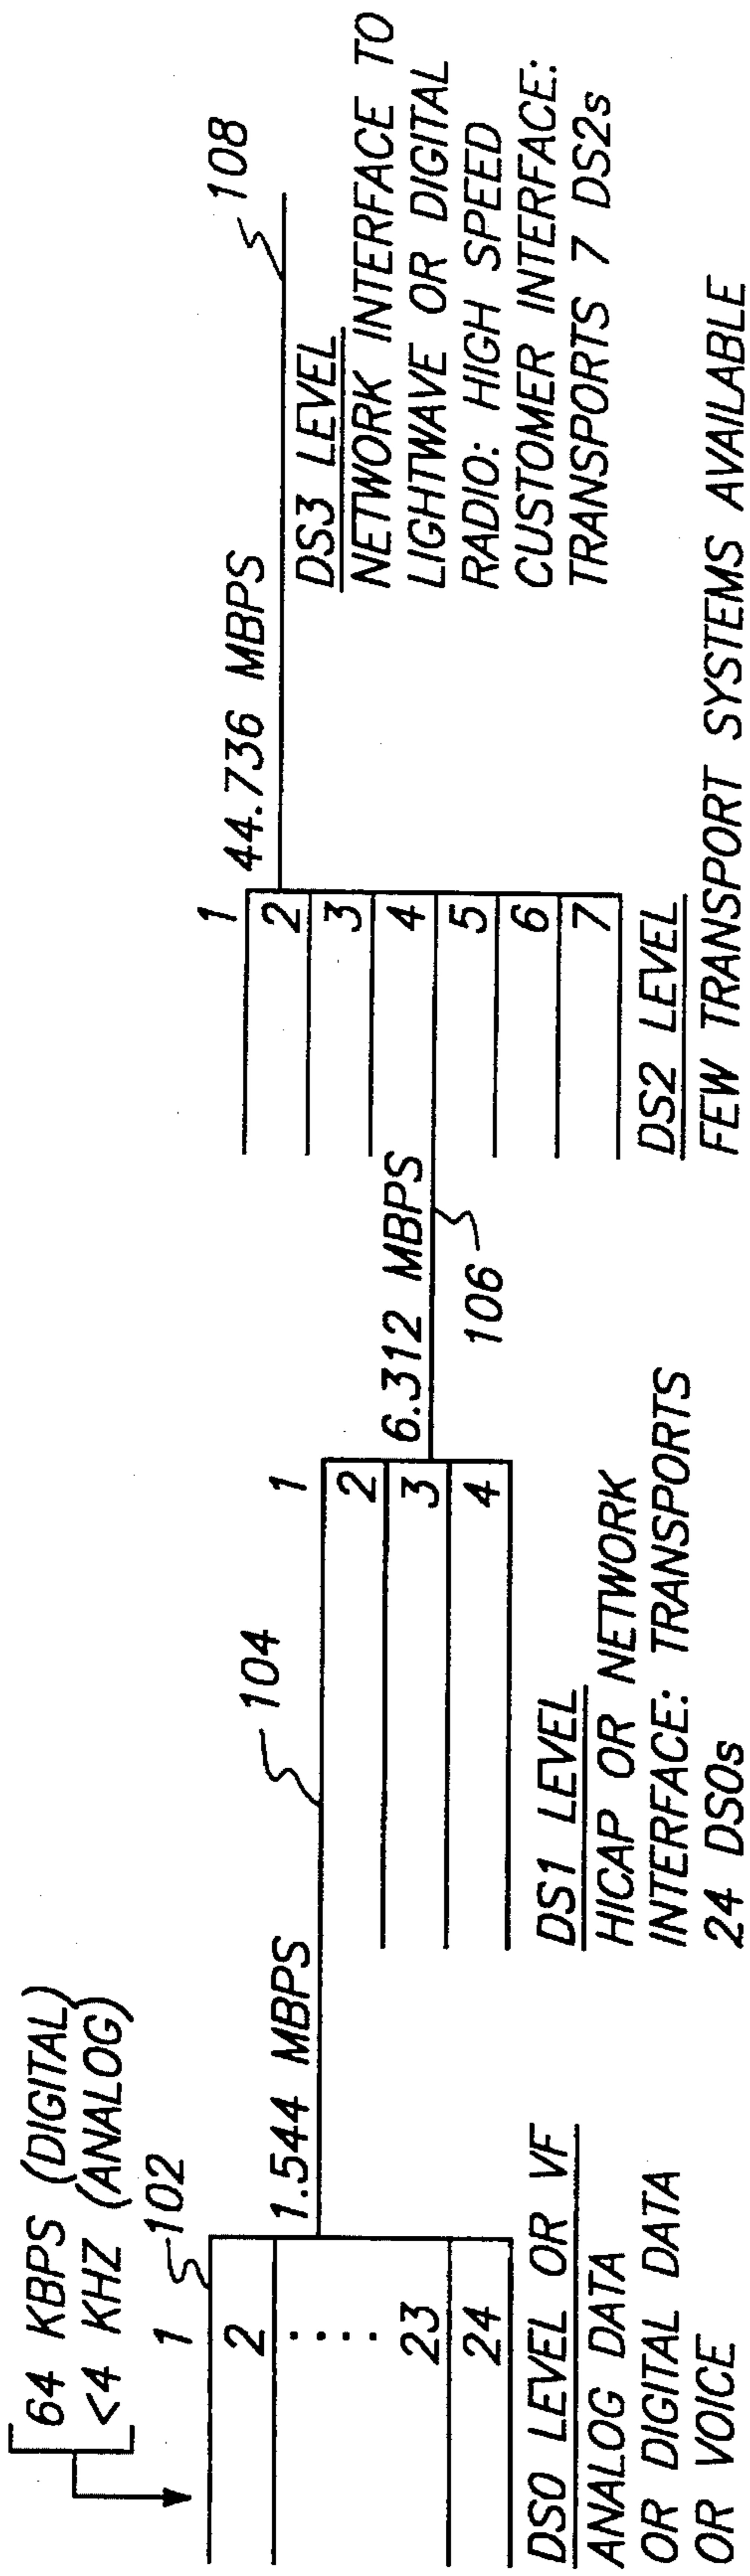 64 KBPS (DIGITAL)
<4 KHZ (ANALOG)
102
1
2
23
24
DS0 LEVEL OR VF
ANALOG DATA
OR DIGITAL DATA
OR VOICE
1.544 MBPS
104
1
2
3
4
DS1 LEVEL
HICAP OR NETWORK
INTERFACE: TRANSPORTS
24 DS0s
6.312 MBPS
106
1
2
3
4
5
6
7
DS2 LEVEL
FEW TRANSPORT SYSTEMS AVAILABLE
44.736 MBPS
108
DS3 LEVEL
NETWORK INTERFACE TO
LIGHTWAVE OR DIGITAL
RADIO: HIGH SPEED
CUSTOMER INTERFACE:
TRANSPORTS 7 DS2s